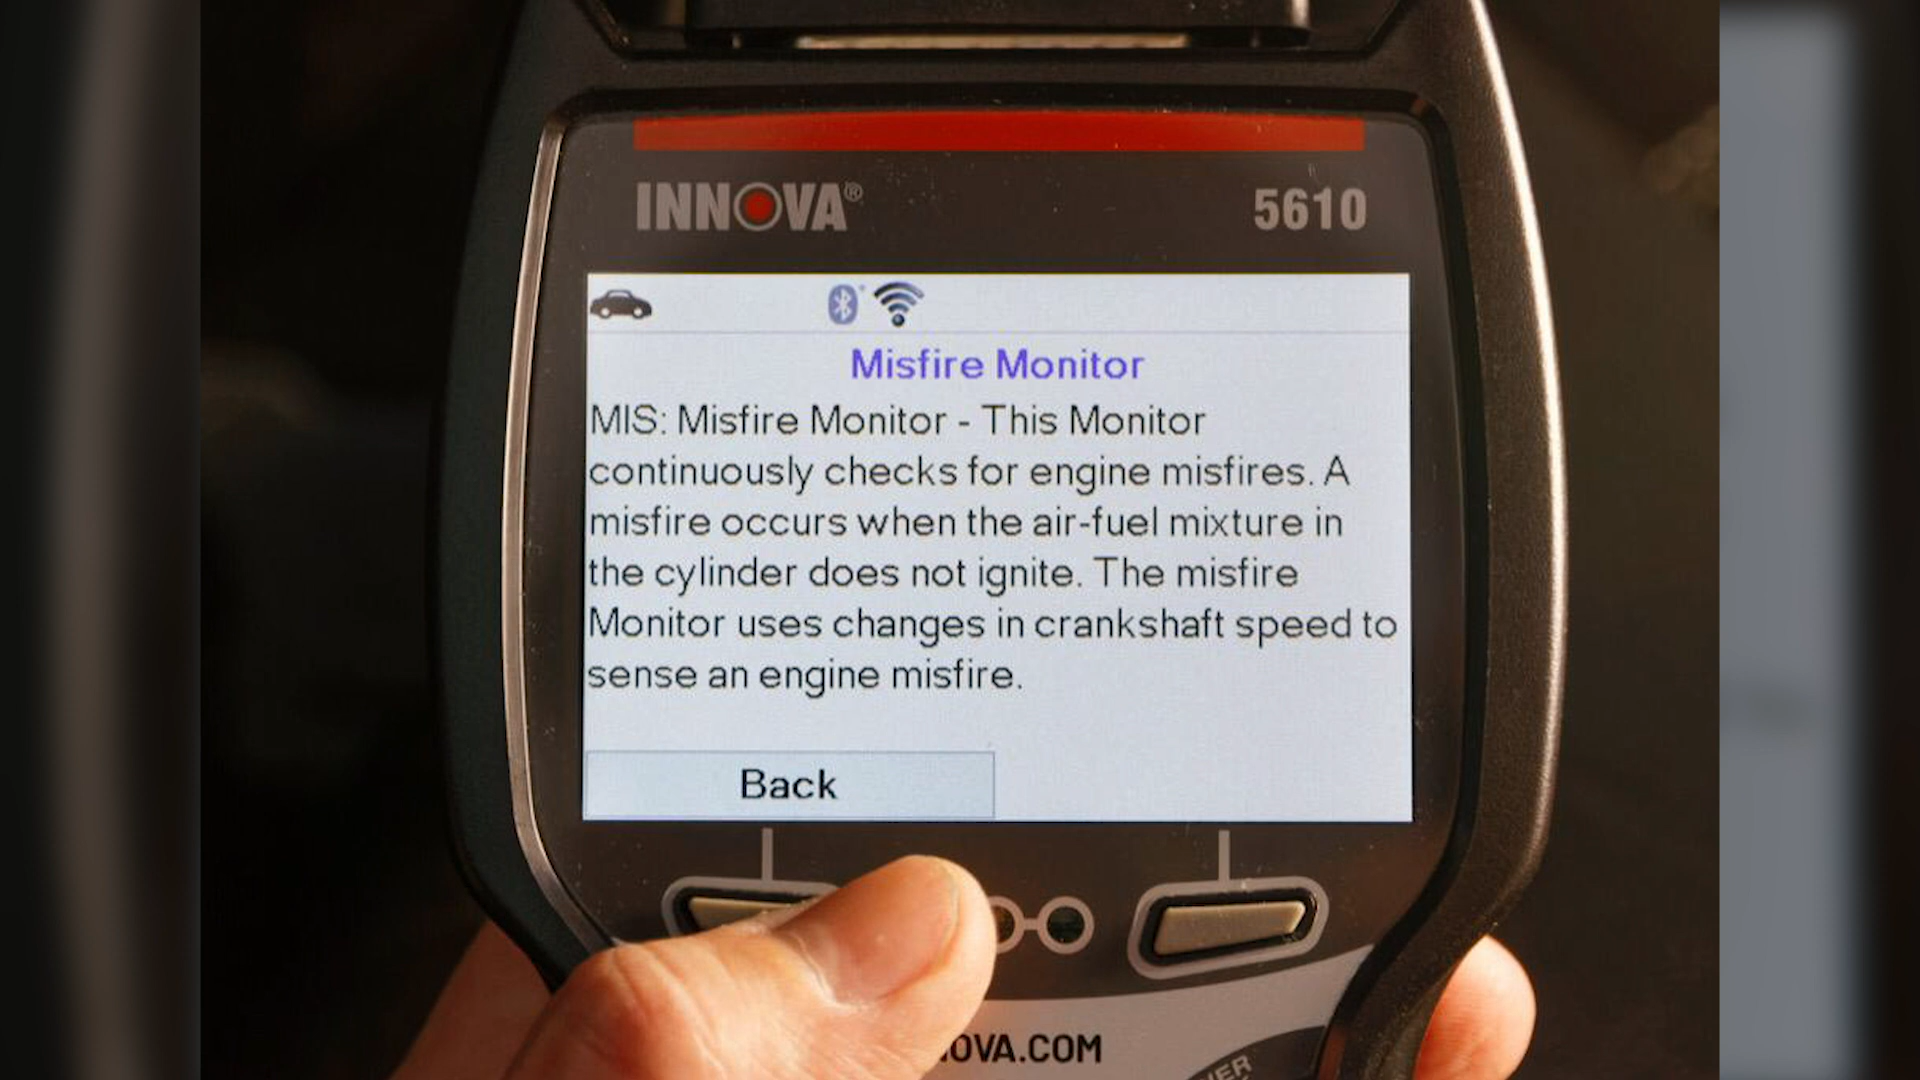 INNOVA® 5610
Misfire Monitor
MIS: Misfire Monitor - This Monitor
continuously checks for engine misfires. A
misfire occurs when the air-fuel mixture in
the cylinder does not ignite. The misfire
Monitor uses changes in crankshaft speed to
sense an engine misfire.
Back
OVA.COM